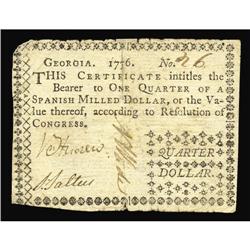 GEORGIA. 1776. No. 26
THIS CERTIFICATE intitles the
Bearer to ONE QUARTER of a
SPANISH MILLED DOLLAR, or the Va-
lue thereof, according to Resolution of
CONGRESS.
QUARTER
DOLLAR.